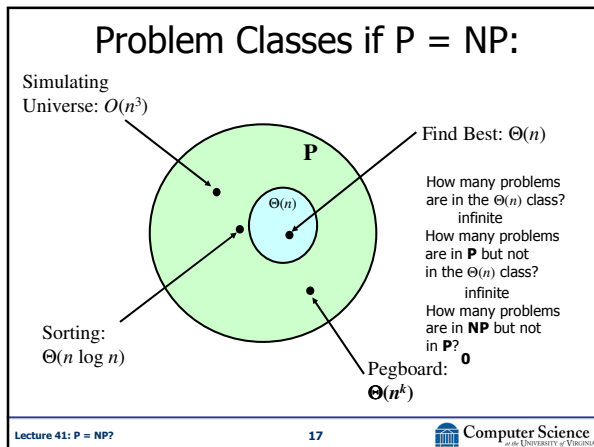 Problem Classes if P = NP:
Simulating
Universe: O(n³)
P
Find Best: Θ(n)
Θ(n)
How many problems
are in the Θ(n) class?
infinite
How many problems
are in P but not
in the Θ(n) class?
infinite
How many problems
are in NP but not
in P?
0
Sorting:
Θ(n log n)
Pegboard:
Θ(nᵏ)
Lecture 41: P = NP?
17
Computer Science
at the UNIVERSITY of VIRGINIA